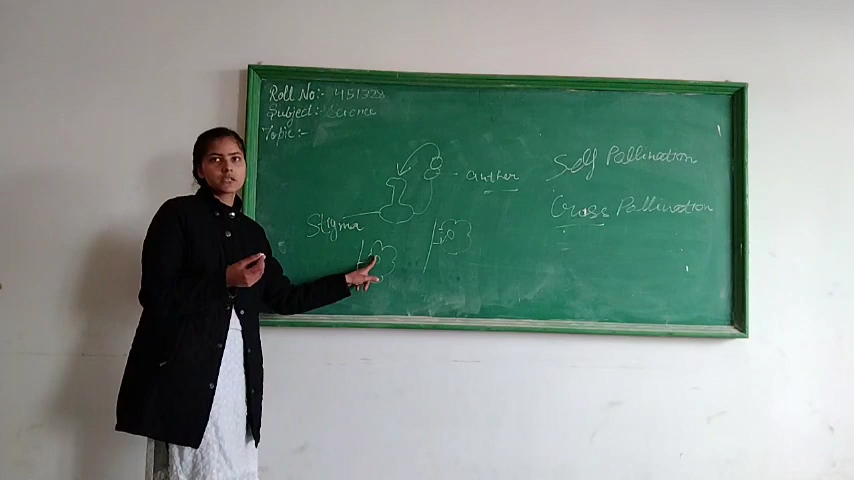 Roll No:- 451328
Subject:- Science
Topic:-
Self Pollination
- anther
Cross Pollination
Stigma